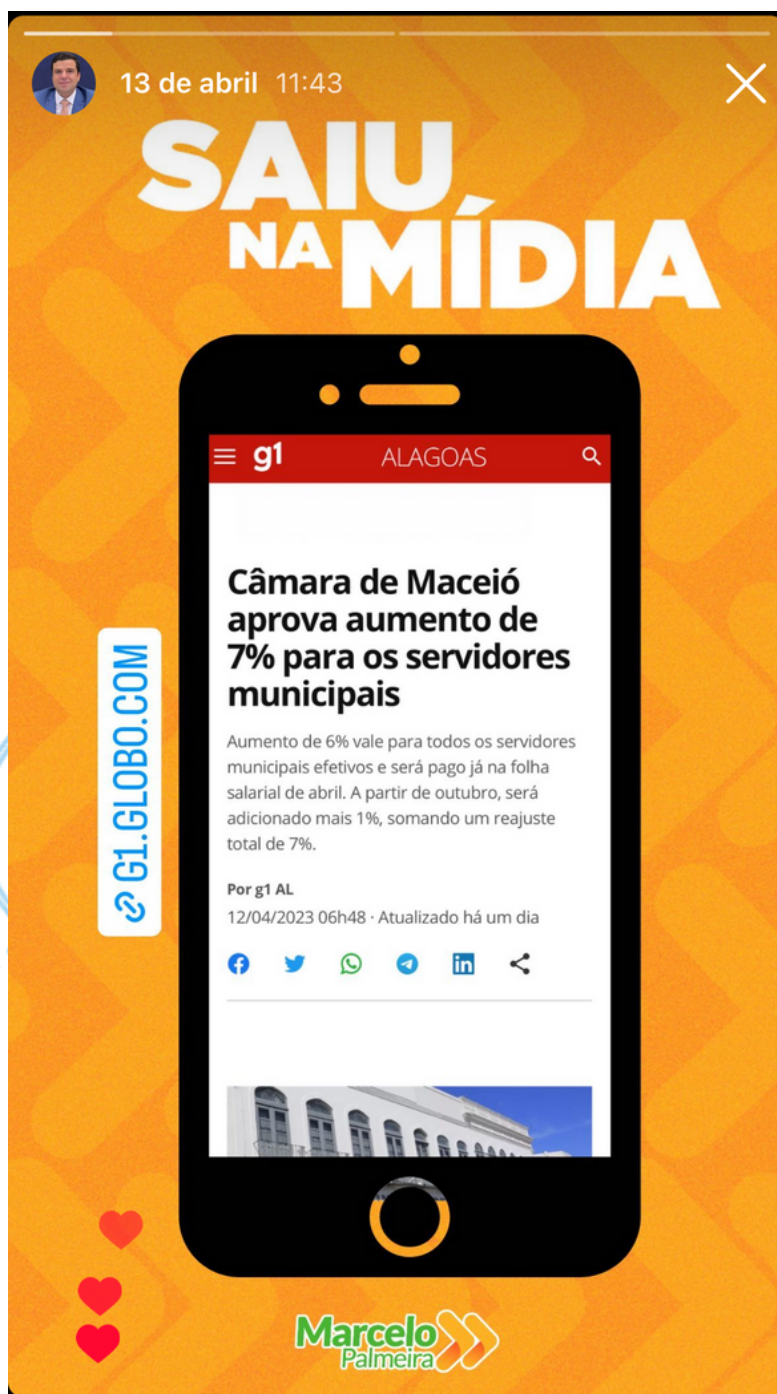 13 de abril 11:43
SAIU
NA MÍDIA
g1 ALAGOAS
Câmara de Maceió
aprova aumento de
7% para os servidores
municipais
Aumento de 6% vale para todos os servidores
municipais efetivos e será pago já na folha
salarial de abril. A partir de outubro, será
adicionado mais 1%, somando um reajuste
total de 7%.
Por g1 AL
12/04/2023 06h48 · Atualizado há um dia
in
G1.GLOBO.COM
Marcelo
Palmeira